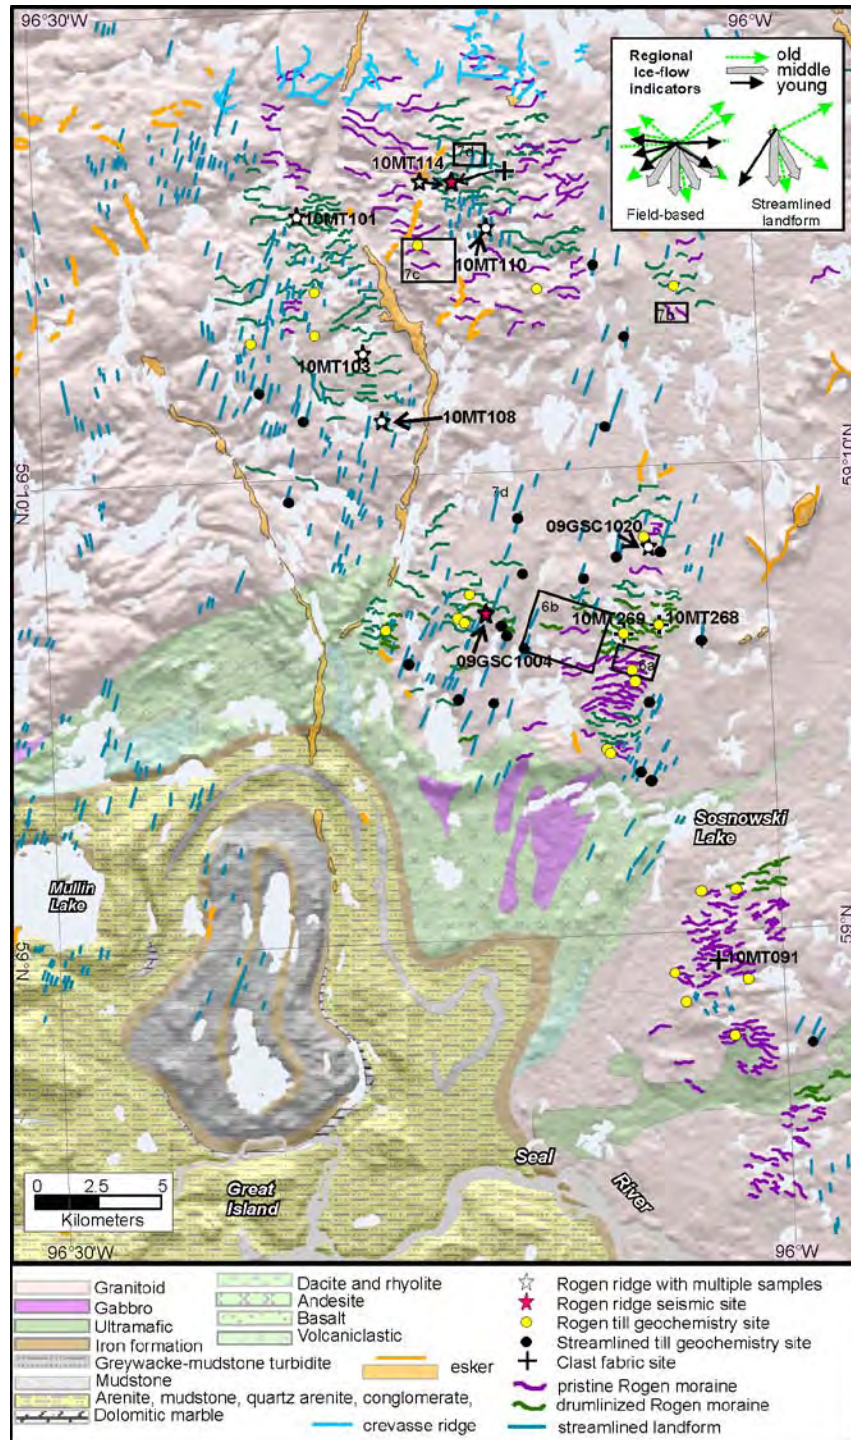 96°30'W
96°W
Regional
Ice-flow
indicators
old
middle
young
Field-based
Streamlined
landform
10MT114
10MT101
10MT110
7c
10MT103
10MT108
59°10'N
59°10'N
7d
09GSC1020
6b
10MT269
10MT268
09GSC1004
6a
Sosnowski
Lake
Mullin
Lake
59°N
59°N
10MT091
0 2.5 5
Kilometers
Great
Island
Seal
River
96°30'W
96°W
Granitoid
Gabbro
Ultramafic
Iron formation
Greywacke-mudstone turbidite
Mudstone
Arenite, mudstone, quartz arenite, conglomerate,
Dolomitic marble
Dacite and rhyolite
Andesite
Basalt
Volcaniclastic
esker
crevasse ridge
Rogen ridge with multiple samples
Rogen ridge seismic site
Rogen till geochemistry site
Streamlined till geochemistry site
Clast fabric site
pristine Rogen moraine
drumlinized Rogen moraine
streamlined landform